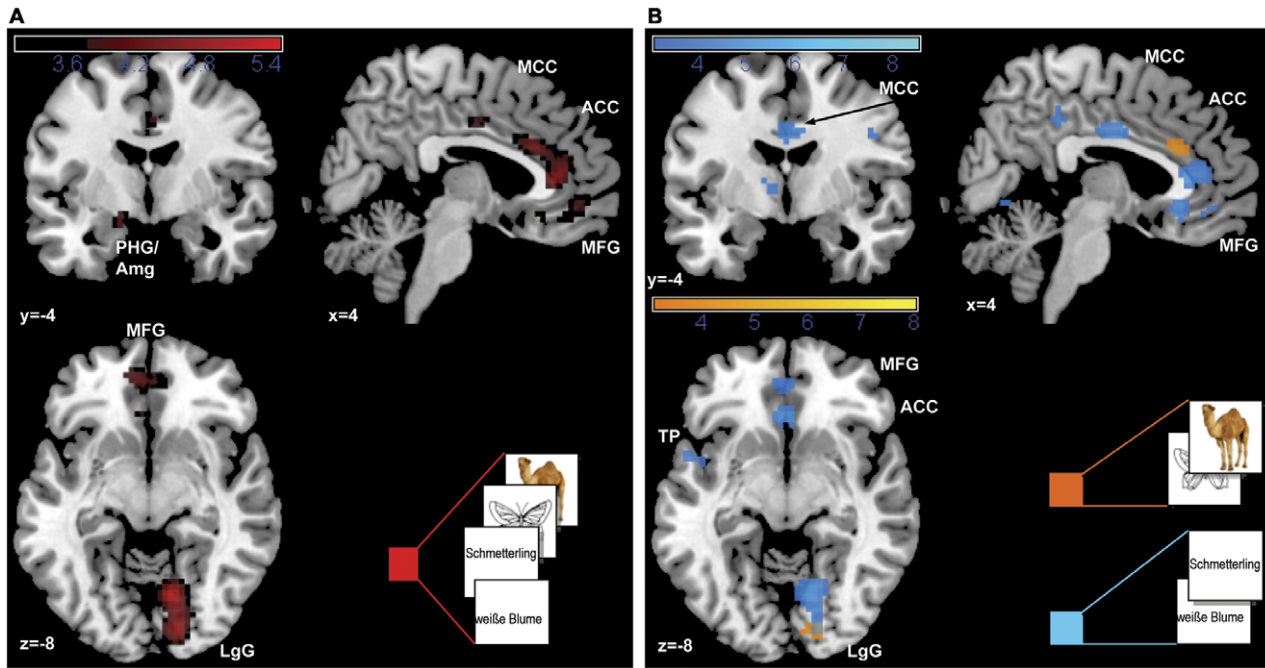 A
3.6 4.2 4.8 5.4
MCC
ACC
PHG/
Amg
MFG
y=-4
x=4
MFG
Schmetterling
weiße Blume
z=-8
LgG
B
4 5 6 7 8
MCC
MCC
ACC
MFG
y=-4
x=4
4 5 6 7 8
MFG
ACC
TP
Schmetterling
weiße Blume
z=-8
LgG